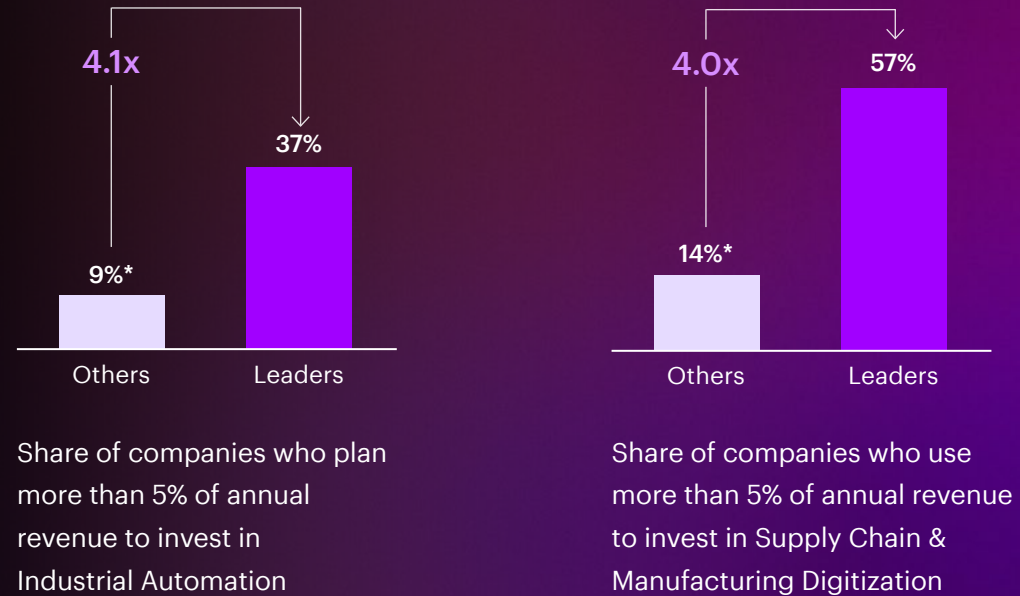 4.1x
37%
9%*
Others
Leaders
Share of companies who plan
more than 5% of annual
revenue to invest in
Industrial Automation
4.0x
57%
14%*
Others
Leaders
Share of companies who use
more than 5% of annual revenue
to invest in Supply Chain &
Manufacturing Digitization